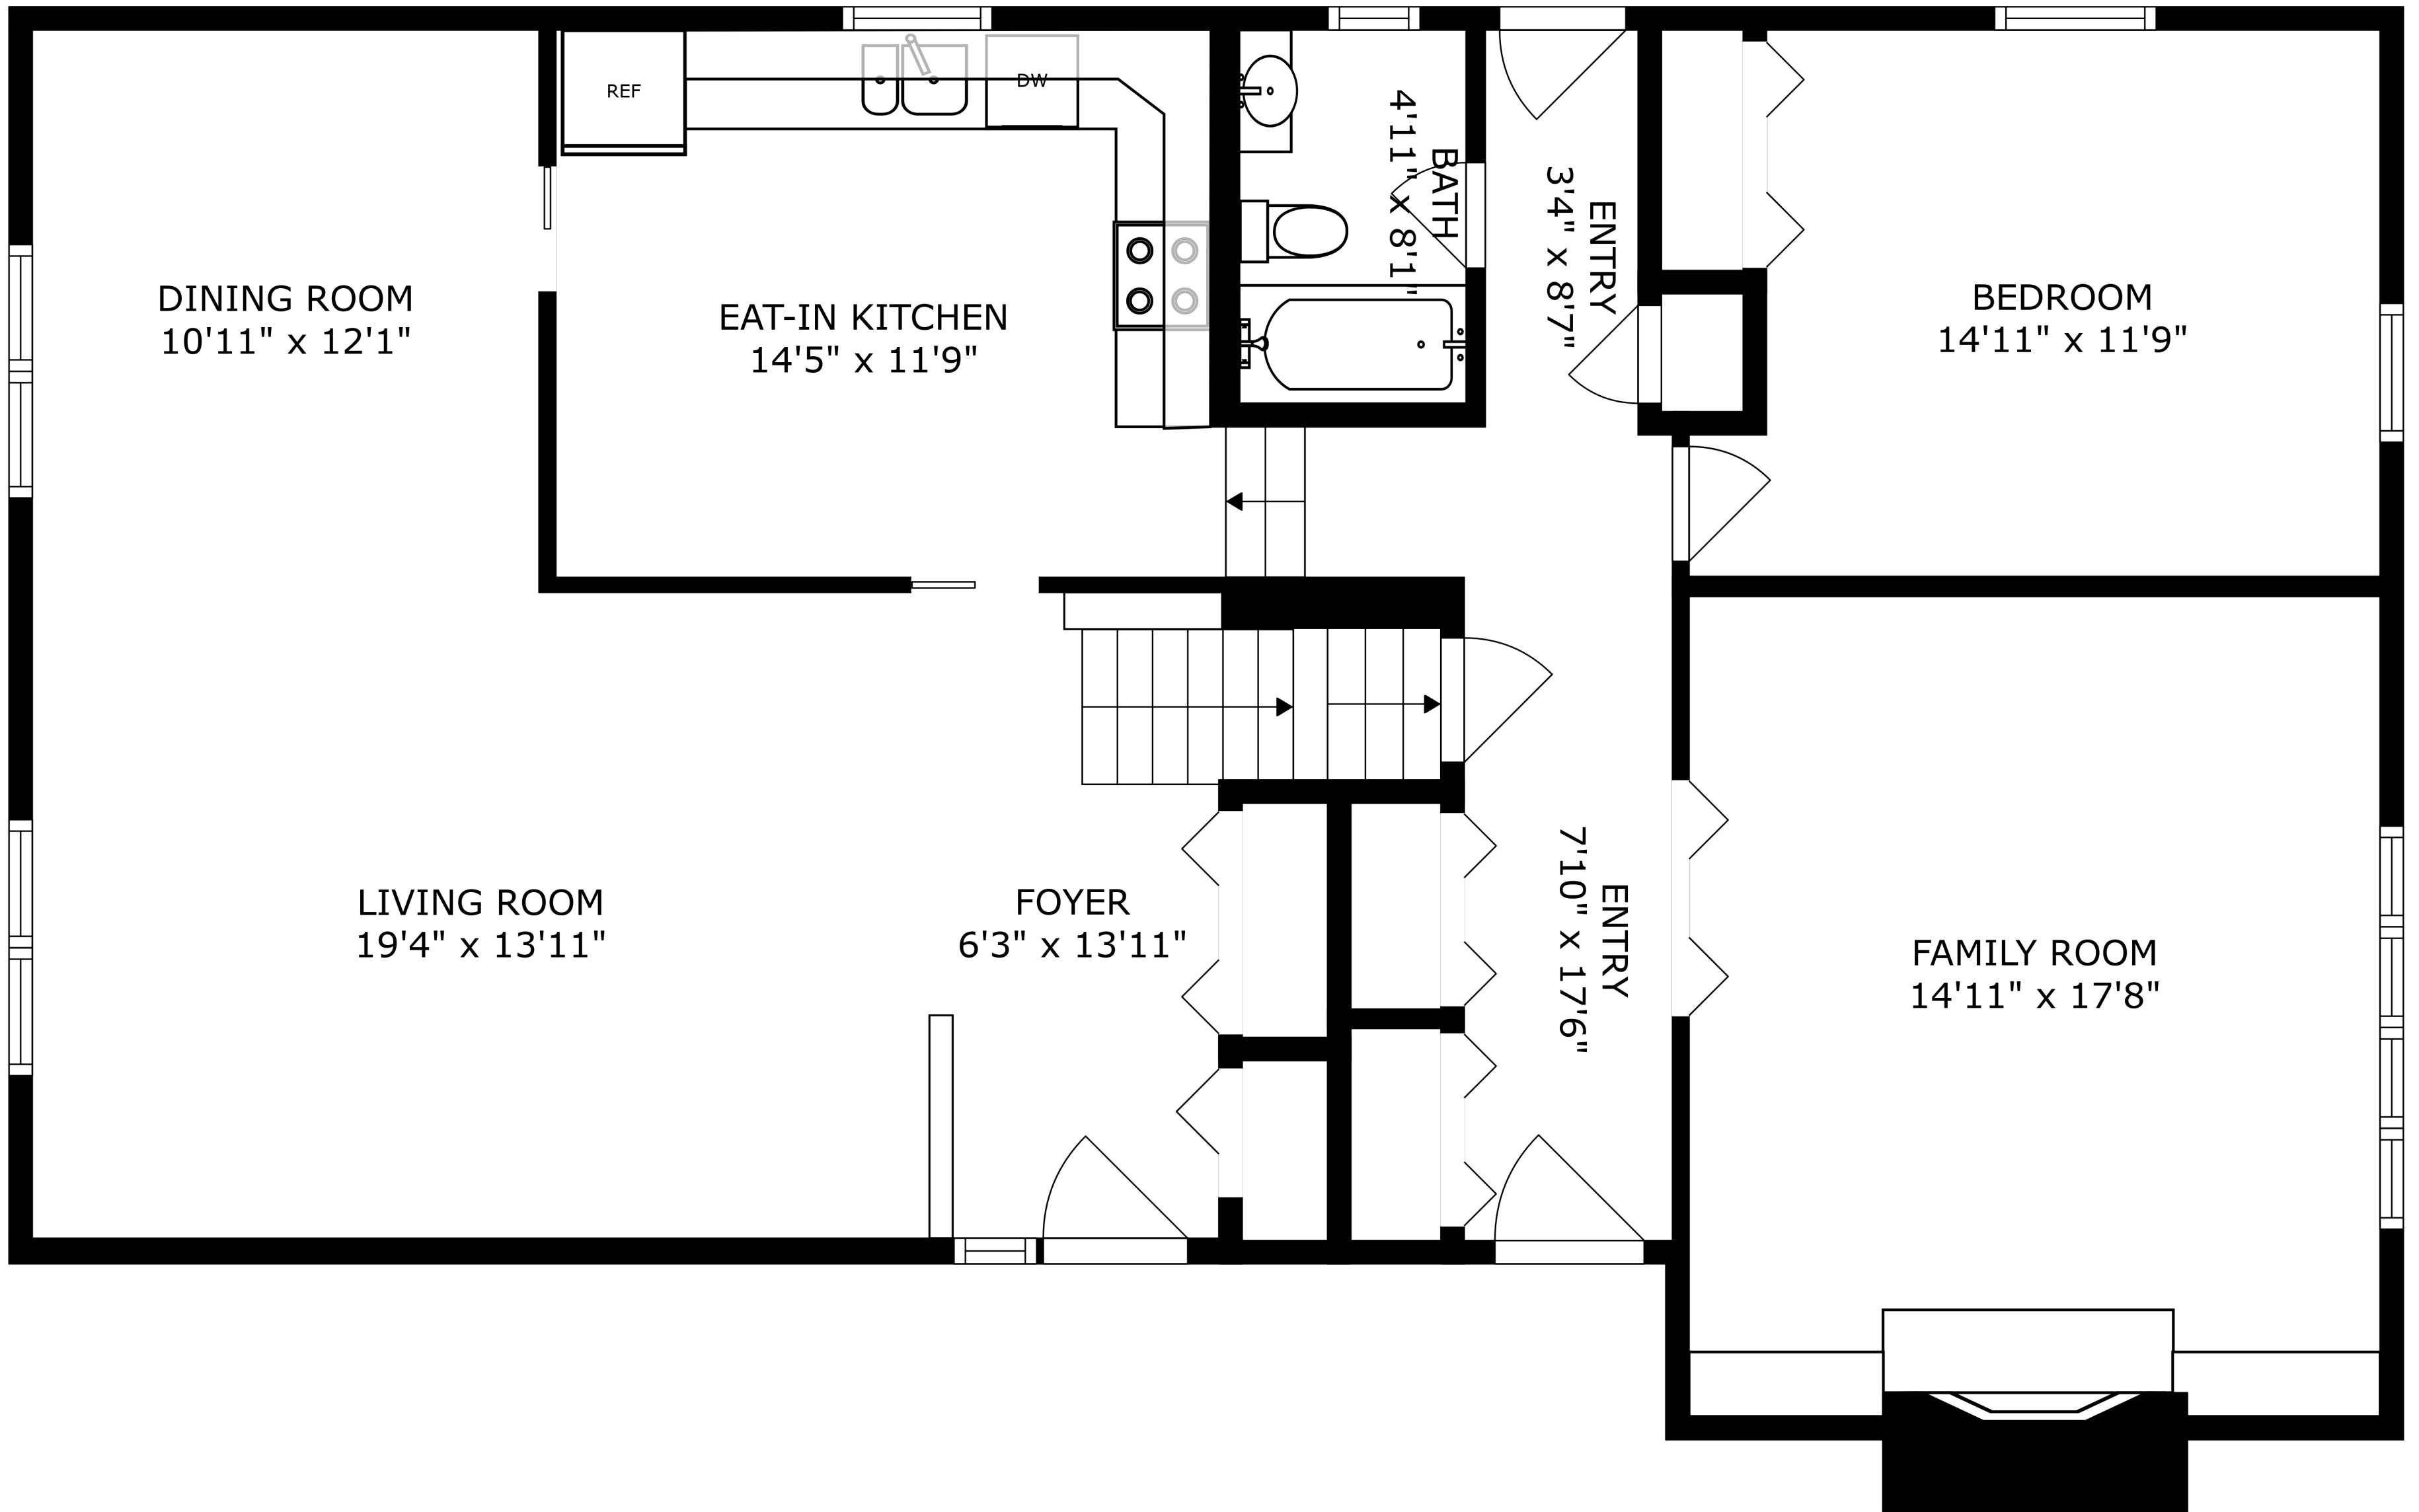 REF
DW
BATH
4'11" x 8'1"
ENTRY
3'4" x 8'7"
DINING ROOM
10'11" x 12'1"
EAT-IN KITCHEN
14'5" x 11'9"
BEDROOM
14'11" x 11'9"
LIVING ROOM
19'4" x 13'11"
FOYER
6'3" x 13'11"
ENTRY
7'10" x 17'6"
FAMILY ROOM
14'11" x 17'8"